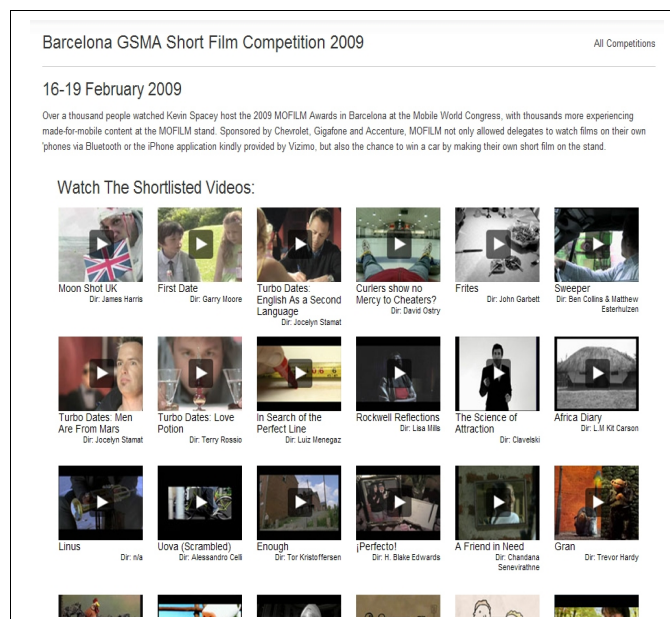 Barcelona GSMA Short Film Competition 2009
All Competitions
16-19 February 2009
Over a thousand people watched Kevin Spacey host the 2009 MOFILM Awards in Barcelona at the Mobile World Congress, with thousands more experiencing
made-for-mobile content at the MOFILM stand. Sponsored by Chevrolet, Gigafone and Accenture, MOFILM not only allowed delegates to watch films on their own
'phones via Bluetooth or the iPhone application kindly provided by Vizimo, but also the chance to win a car by making their own short film on the stand.
Watch The Shortlisted Videos:
Moon Shot UK
Dir: James Harris
First Date
Dir: Garry Moore
Turbo Dates:
English As a Second
Language
Dir: Jocelyn Stamat
Curlers show no
Mercy to Cheaters?
Dir: David Ostry
Frites
Dir: John Garbett
Sweeper
Dir: Ben Collins & Matthew
Esterhuizen
Turbo Dates: Men
Are From Mars
Dir: Jocelyn Stamat
Turbo Dates: Love
Potion
Dir: Terry Rossio
In Search of the
Perfect Line
Dir: Luiz Menegaz
Rockwell Reflections
Dir: Lisa Mills
The Science of
Attraction
Dir: Clavelski
Africa Diary
Dir: L.M Kit Carson
Linus
Dir: n/a
Uova (Scrambled)
Dir: Alessandro Celli
Enough
Dir: Tor Kristoffersen
¡Perfecto!
Dir: H. Blake Edwards
A Friend in Need
Dir: Chandana
Senevirathne
Gran
Dir: Trevor Hardy